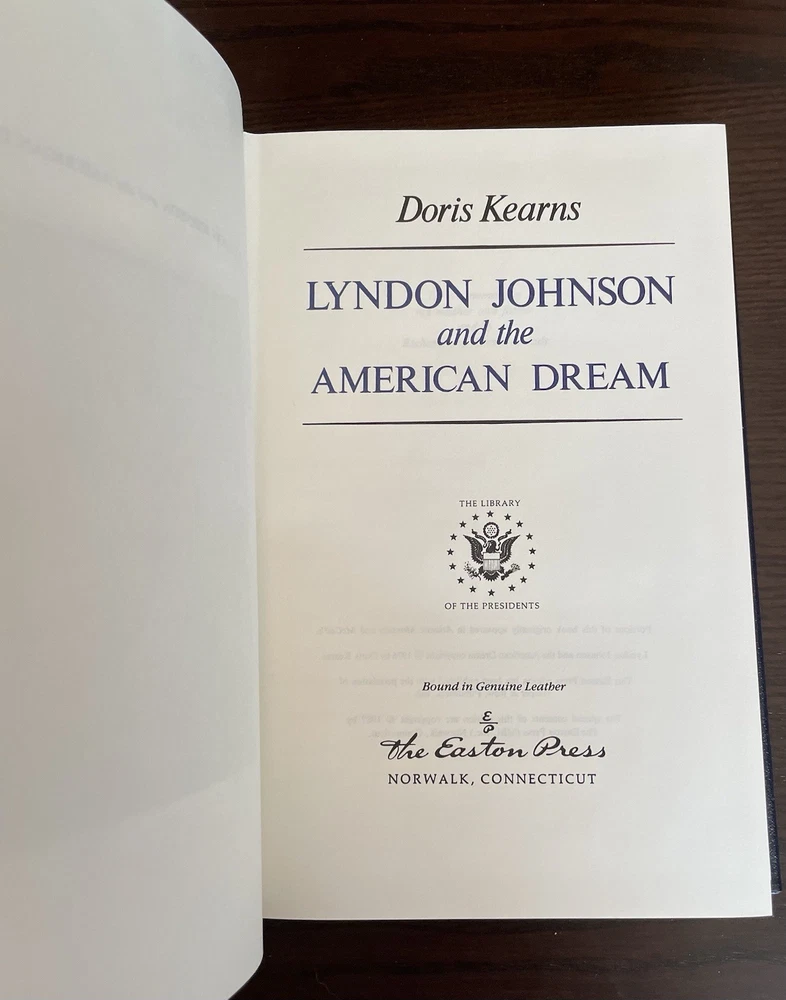 Doris Kearns
LYNDON JOHNSON
and the
AMERICAN DREAM
THE LIBRARY
OF THE PRESIDENTS
Bound in Genuine Leather
E
P
The Easton Press
NORWALK, CONNECTICUT